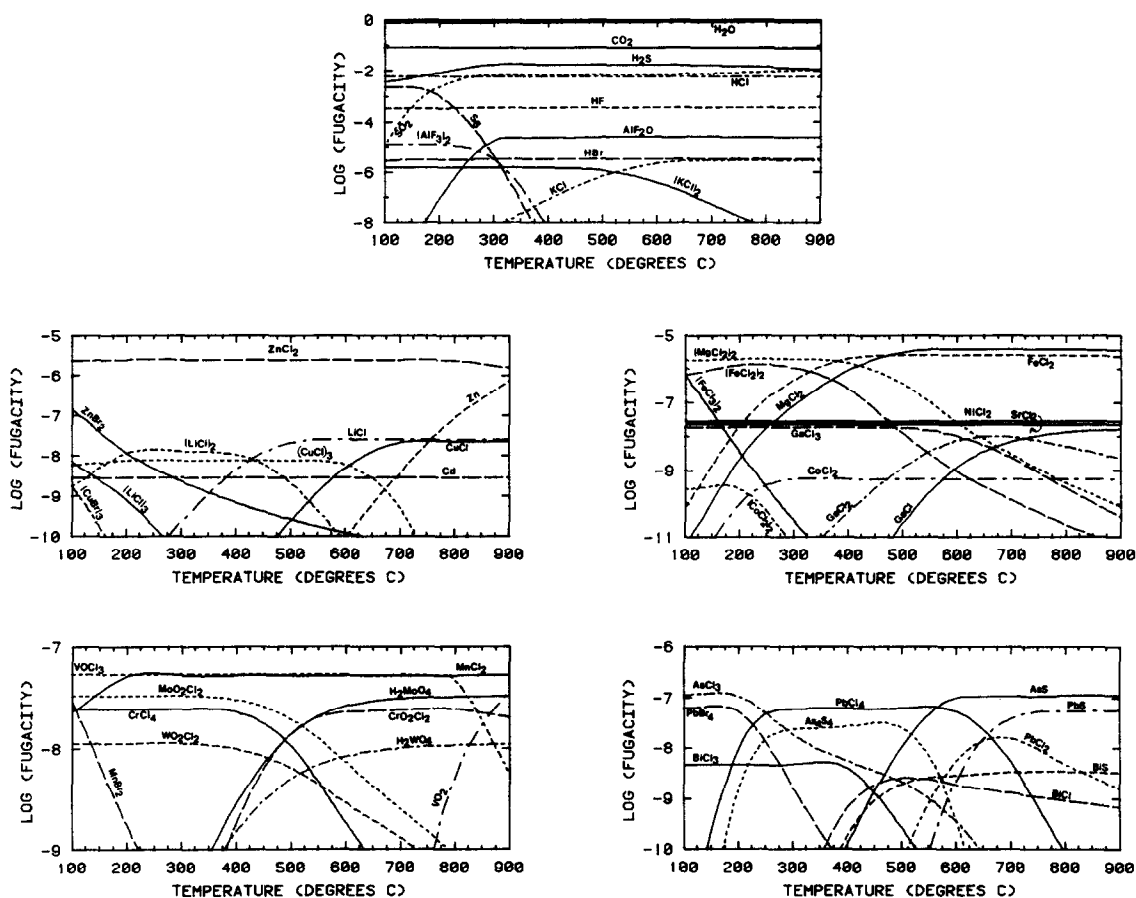 0
-2
-4
-6
-8
LOG (FUGACITY)
H2O
CO2
H2S
HCl
HF
SO2
S8
(AlF3)2
AlF2O
HBr
KCl
(KCl)2
100 200 300 400 500 600 700 800 900
TEMPERATURE (DEGREES C)
-5
-6
-7
-8
-9
-10
LOG (FUGACITY)
ZnCl2
Zn
ZnBr2
(LiCl)2
LiCl
(CuCl)3
CuCl
Cd
(CuBr)3
(LiCl)3
100 200 300 400 500 600 700 800 900
TEMPERATURE (DEGREES C)
-5
-7
-9
-11
LOG (FUGACITY)
(MgCl2)2
(FeCl2)2
FeCl2
(FeCl3)2
MgCl2
NiCl2
SrCl2
GaCl3
CoCl2
(CoCl2)2
GaCl2
GaCl
100 200 300 400 500 600 700 800 900
TEMPERATURE (DEGREES C)
-7
-8
-9
LOG (FUGACITY)
VOCl3
MnCl2
MoO2Cl2
H2MoO4
CrCl4
CrO2Cl2
WO2Cl2
H2WO4
MnBr2
VO2
100 200 300 400 500 600 700 800 900
TEMPERATURE (DEGREES C)
-6
-7
-8
-9
-10
LOG (FUGACITY)
AsCl3
AsS
PbBr4
PbCl4
PbS
As4S4
PbCl2
BiCl3
BiS
BiCl
100 200 300 400 500 600 700 800 900
TEMPERATURE (DEGREES C)